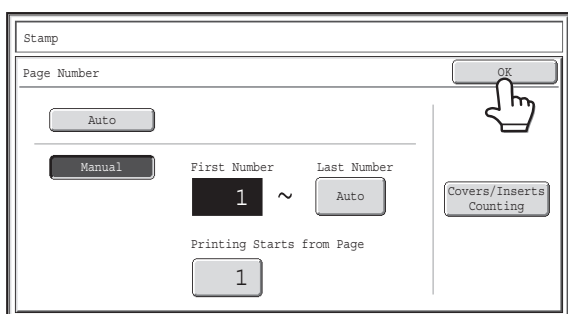 Stamp
Page Number
OK
Auto
Manual
First Number
Last Number
1
~
Auto
Covers/Inserts
Counting
Printing Starts from Page
1